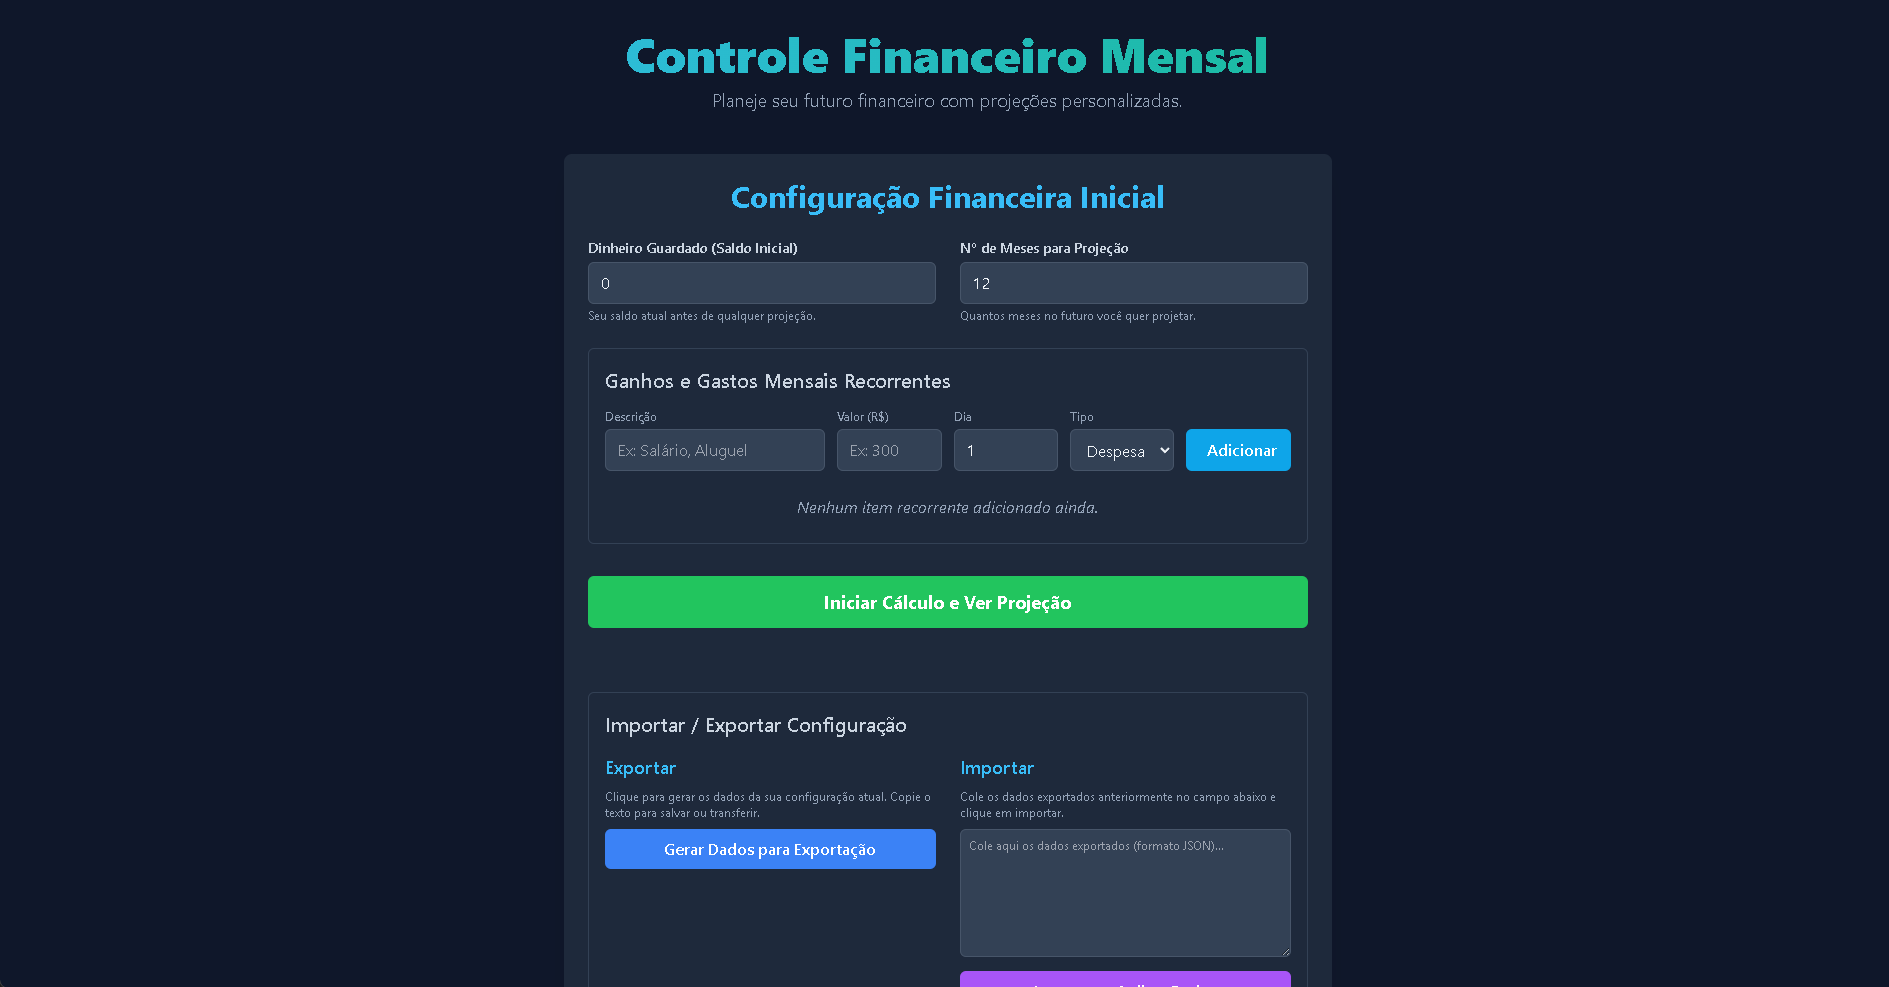 Controle Financeiro Mensal
Planeje seu futuro financeiro com projeções personalizadas.
Configuração Financeira Inicial
Dinheiro Guardado (Saldo Inicial)
0
Seu saldo atual antes de qualquer projeção.
Nº de Meses para Projeção
12
Quantos meses no futuro você quer projetar.
Ganhos e Gastos Mensais Recorrentes
Descrição
Valor (R$)
Dia
Tipo
Ex: Salário, Aluguel
Ex: 300
1
Despesa
Adicionar
Nenhum item recorrente adicionado ainda.
Iniciar Cálculo e Ver Projeção
Importar / Exportar Configuração
Exportar
Clique para gerar os dados da sua configuração atual. Copie o
texto para salvar ou transferir.
Gerar Dados para Exportação
Importar
Cole os dados exportados anteriormente no campo abaixo e
clique em importar.
Cole aqui os dados exportados (formato JSON)...